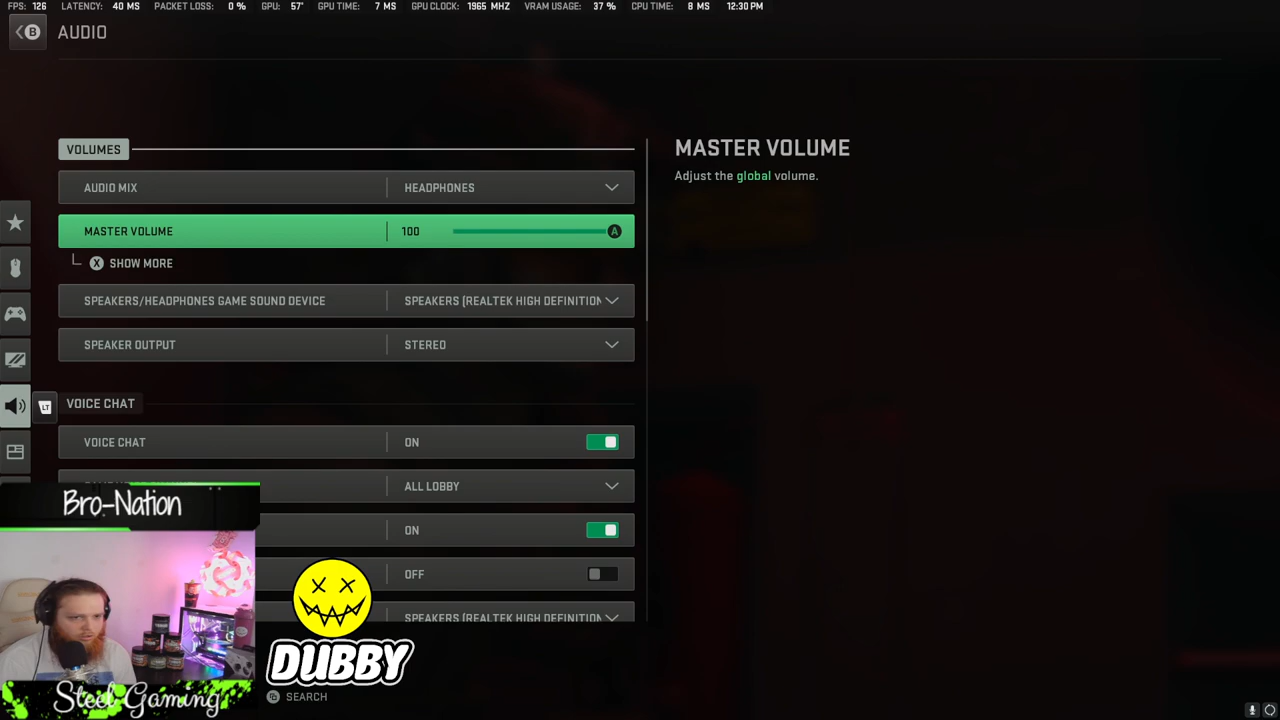 FPS: 126 LATENCY: 40 MS PACKET LOSS: 0 % GPU: 57° GPU TIME: 7 MS GPU CLOCK: 1965 MHZ VRAM USAGE: 37 % CPU TIME: 8 MS 12:30PM
B AUDIO
VOLUMES
AUDIO MIX HEADPHONES
MASTER VOLUME 100 A
X SHOW MORE
SPEAKERS/HEADPHONES GAME SOUND DEVICE SPEAKERS (REALTEK HIGH DEFINITION
SPEAKER OUTPUT STEREO
MASTER VOLUME
Adjust the global volume.
LT VOICE CHAT
VOICE CHAT ON
ALL LOBBY
ON
OFF
SPEAKERS (REALTEK HIGH DEFINITION
Bro-Nation
Steel Gaming
DUBBY
SEARCH